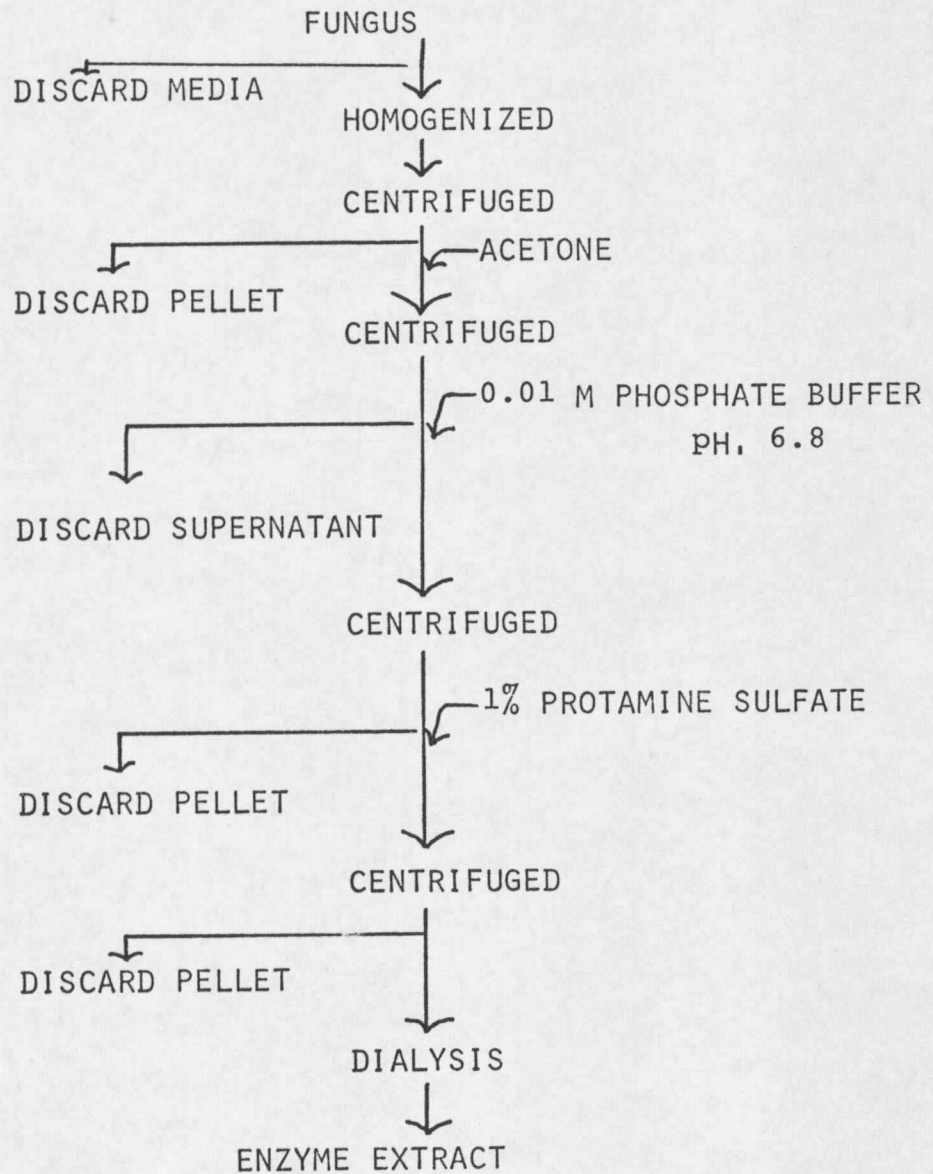 FUNGUS
DISCARD MEDIA
HOMOGENIZED
CENTRIFUGED
ACETONE
DISCARD PELLET
CENTRIFUGED
0.01 M PHOSPHATE BUFFER
pH. 6.8
DISCARD SUPERNATANT
CENTRIFUGED
1% PROTAMINE SULFATE
DISCARD PELLET
CENTRIFUGED
DISCARD PELLET
DIALYSIS
ENZYME EXTRACT